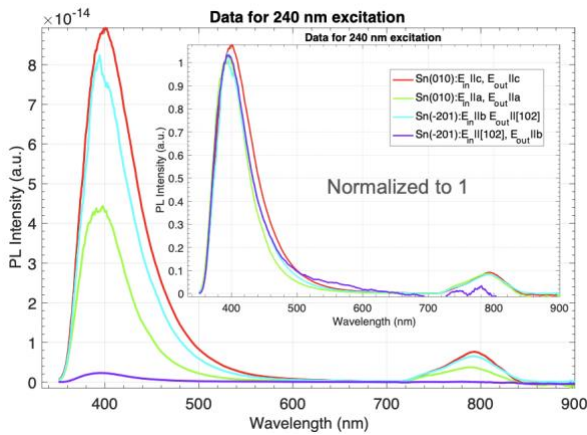 Data for 240 nm excitation
×10⁻¹⁴
Data for 240 nm excitation
Sn(010):E_in||c, E_out||c
Sn(010):E_in||a, E_out||a
Sn(-201):E_in||b E_out||[102]
Sn(-201):E_in||[102], E_out||b
Normalized to 1
PL Intensity (a.u.)
1
0.9
0.8
0.7
0.6
0.5
0.4
0.3
0.2
0.1
0
400 500 600 700 800 900
Wavelength (nm)
PL Intensity (a.u.)
8
7
6
5
4
3
2
1
0
400 500 600 700 800 900
Wavelength (nm)